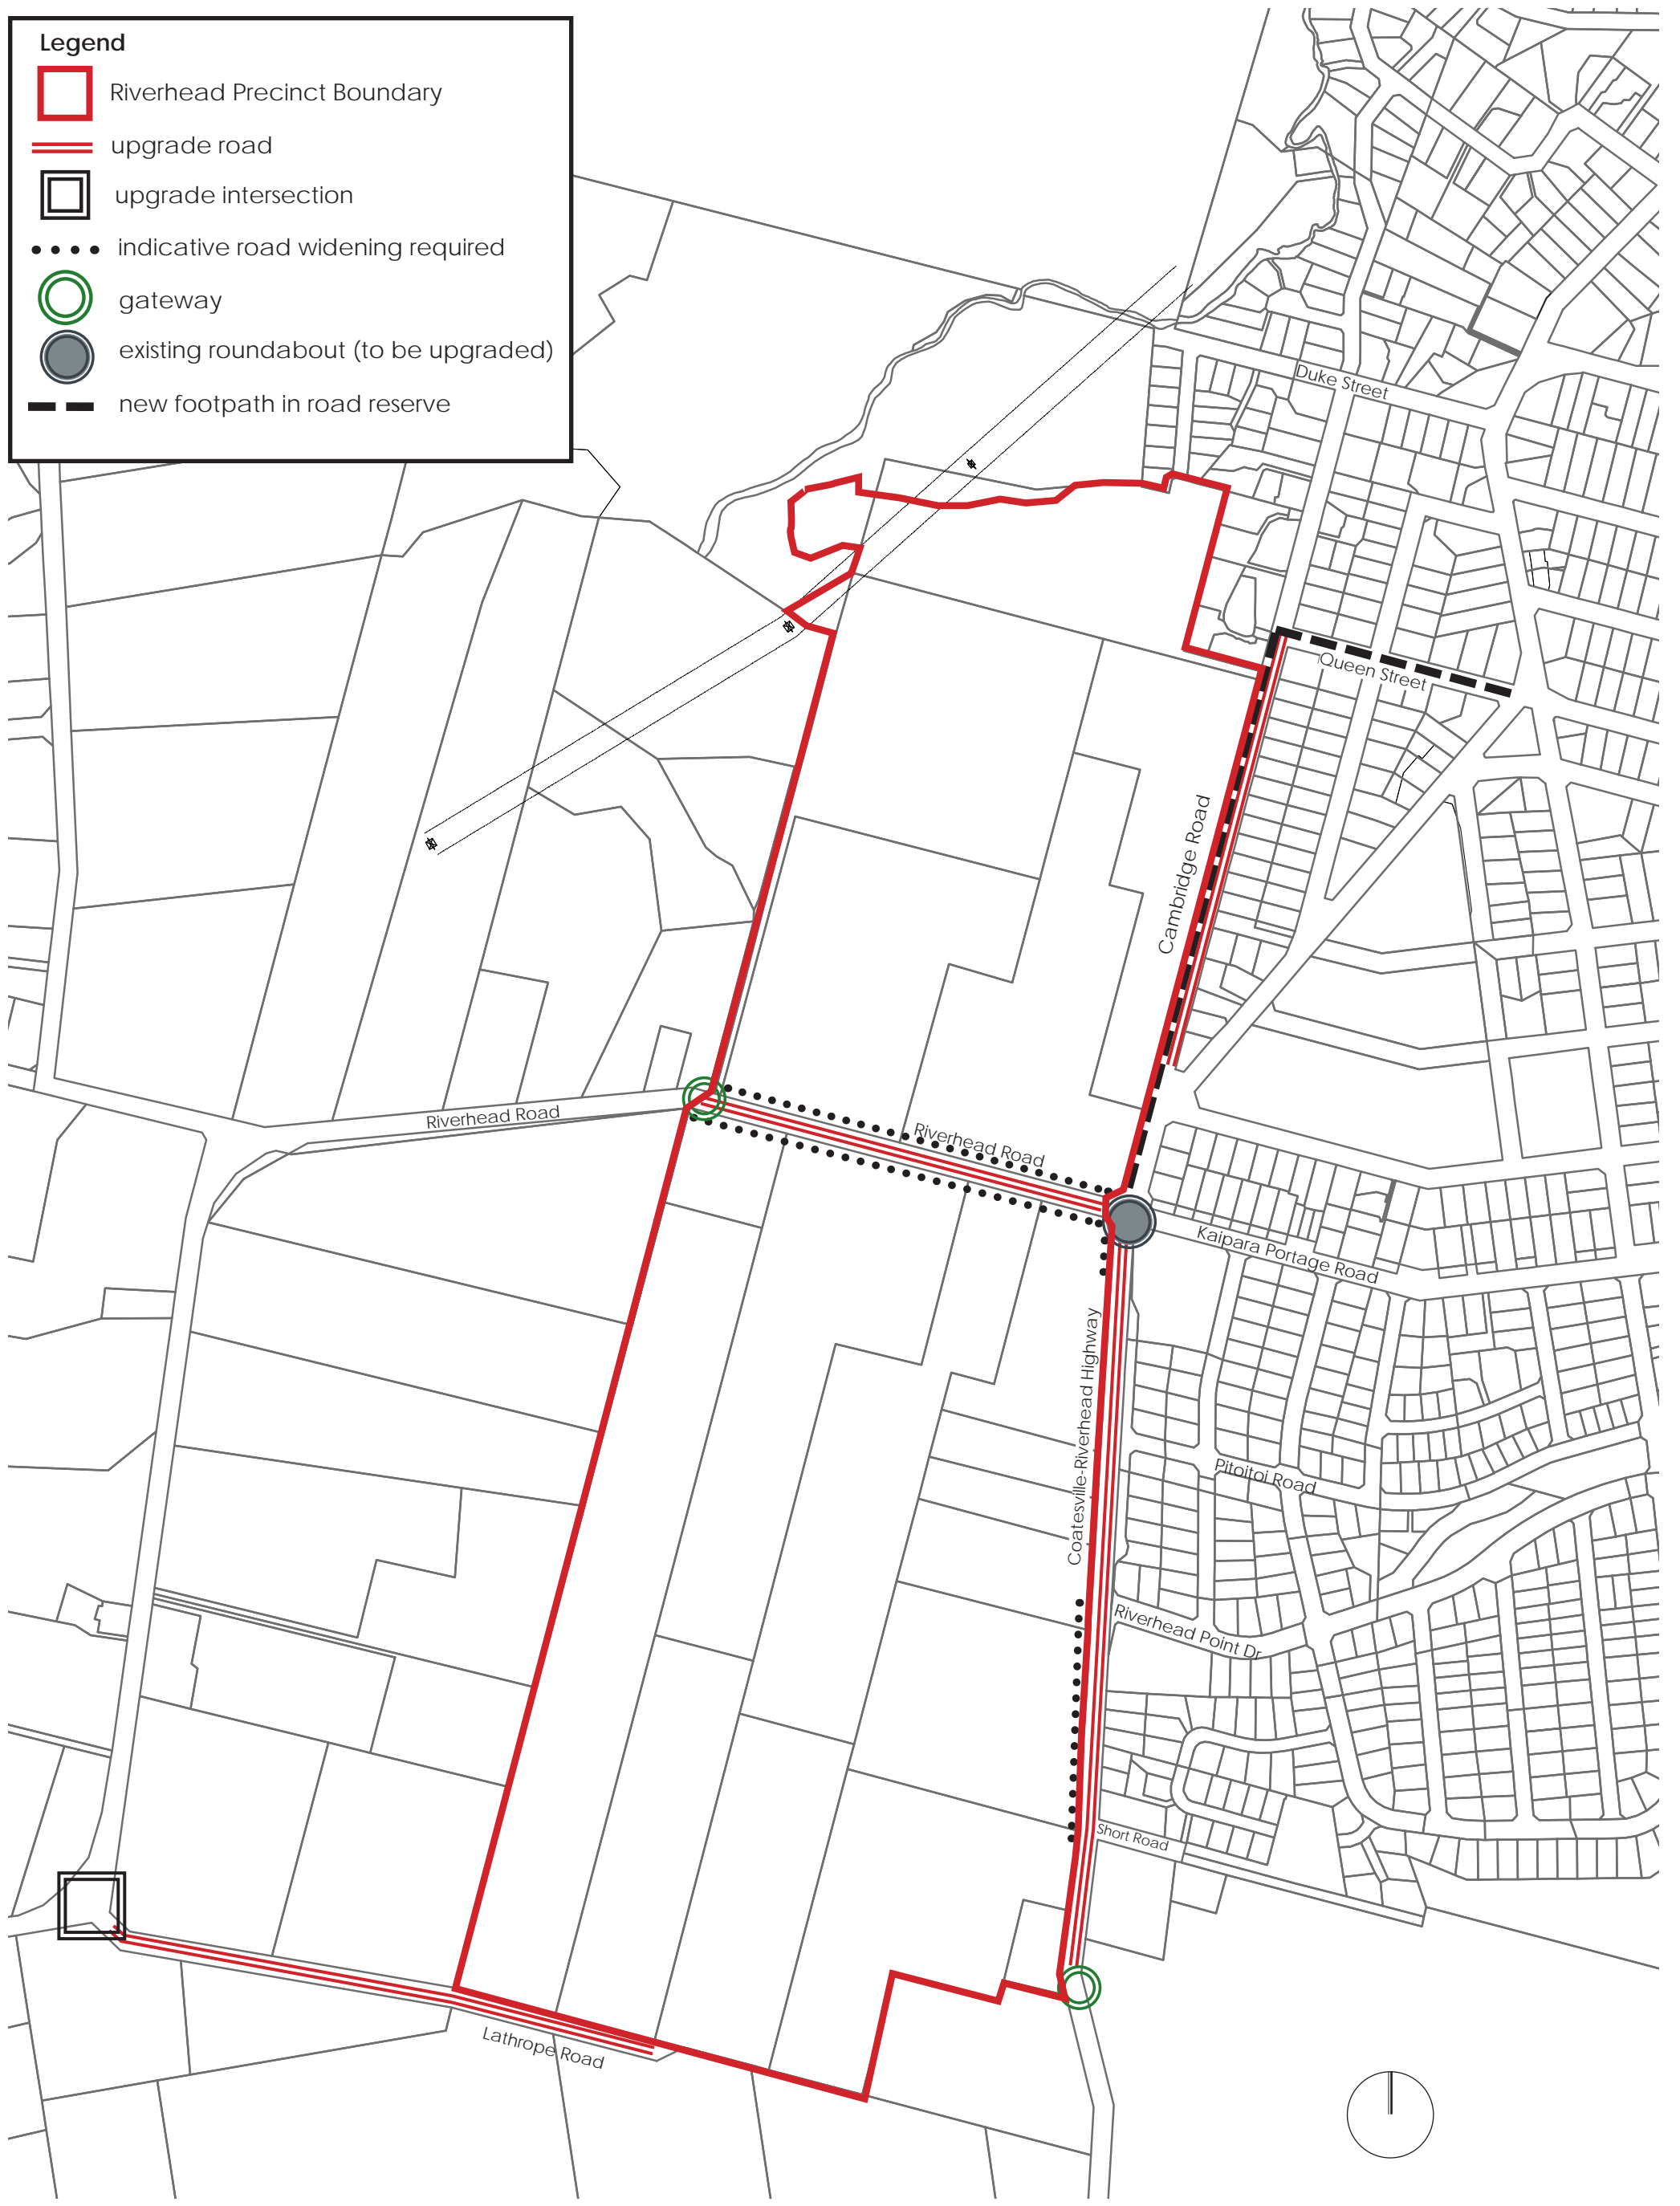 Legend
Riverhead Precinct Boundary
upgrade road
upgrade intersection
indicative road widening required
gateway
existing roundabout (to be upgraded)
new footpath in road reserve
Duke Street
Queen Street
Cambridge Road
Riverhead Road
Riverhead Road
Kaipara Portage Road
Coatesville-Riverhead Highway
Pitoitoi Road
Riverhead Point Dr
Short Road
Lathrope Road